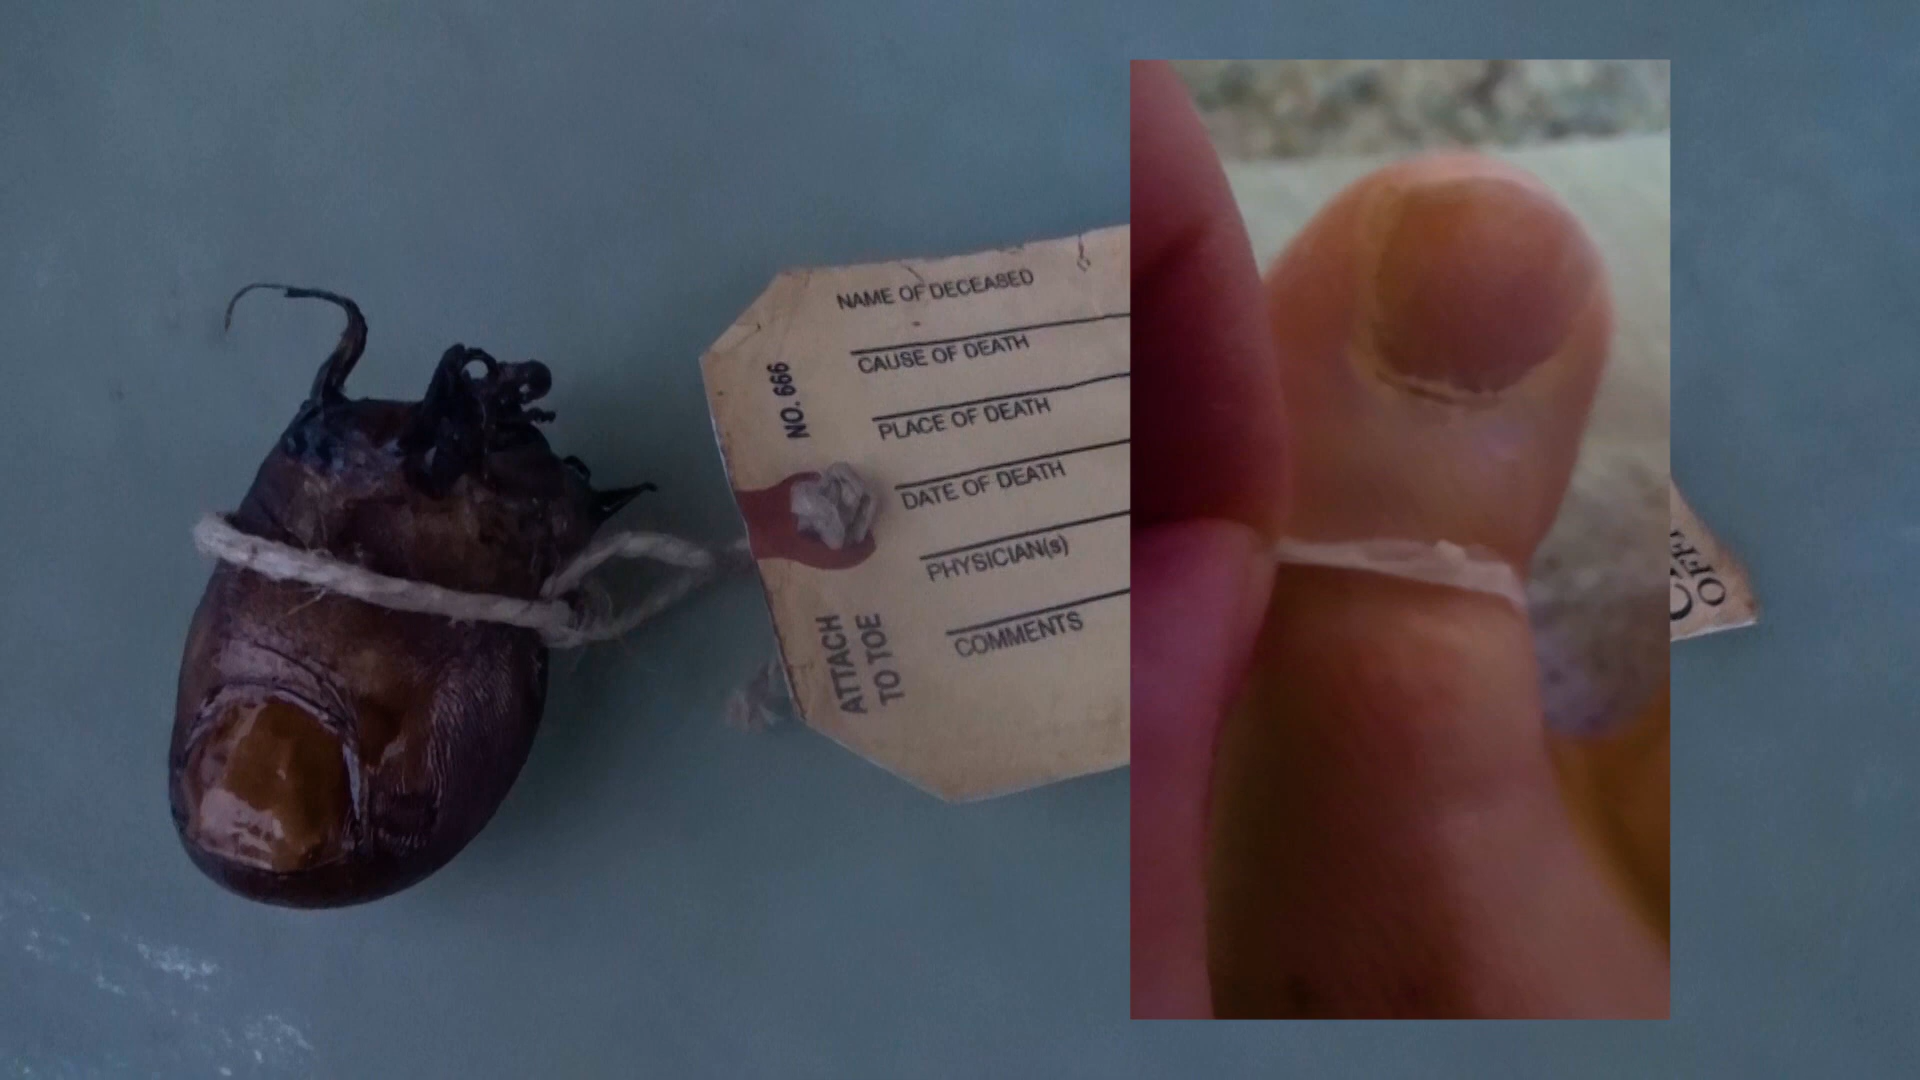 NAME OF DECEASED
CAUSE OF DEATH
PLACE OF DEATH
DATE OF DEATH
PHYSICIAN(s)
COMMENTS
NO. 666
ATTACH
TO TOE